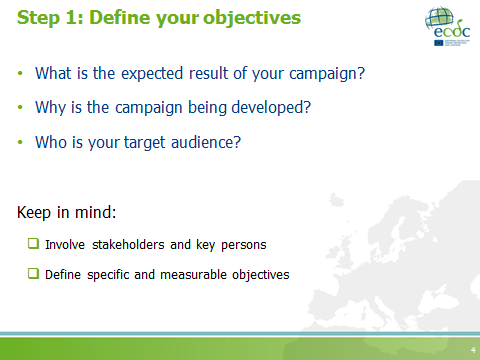 Step 1: Define your objectives
ecdc
• What is the expected result of your campaign?
• Why is the campaign being developed?
• Who is your target audience?
Keep in mind:
❑ Involve stakeholders and key persons
❑ Define specific and measurable objectives
4